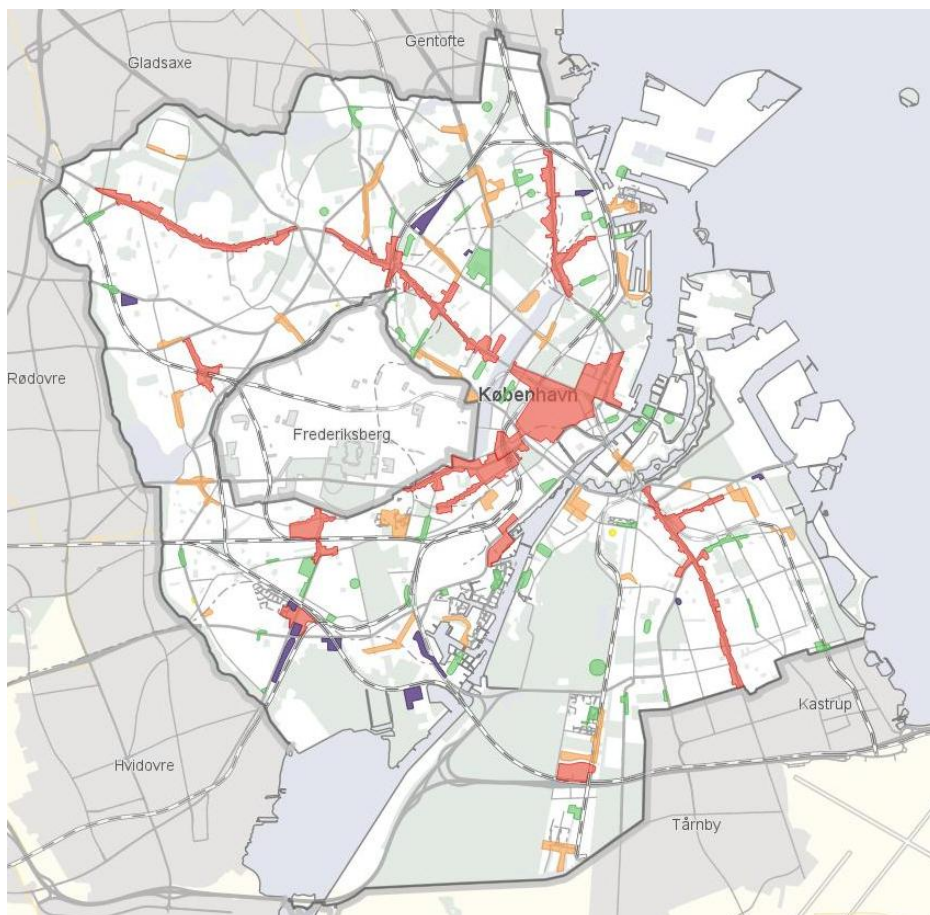 Gentofte
Gladsaxe
Rødovre
København
Frederiksberg
Kastrup
Hvidovre
Tårnby